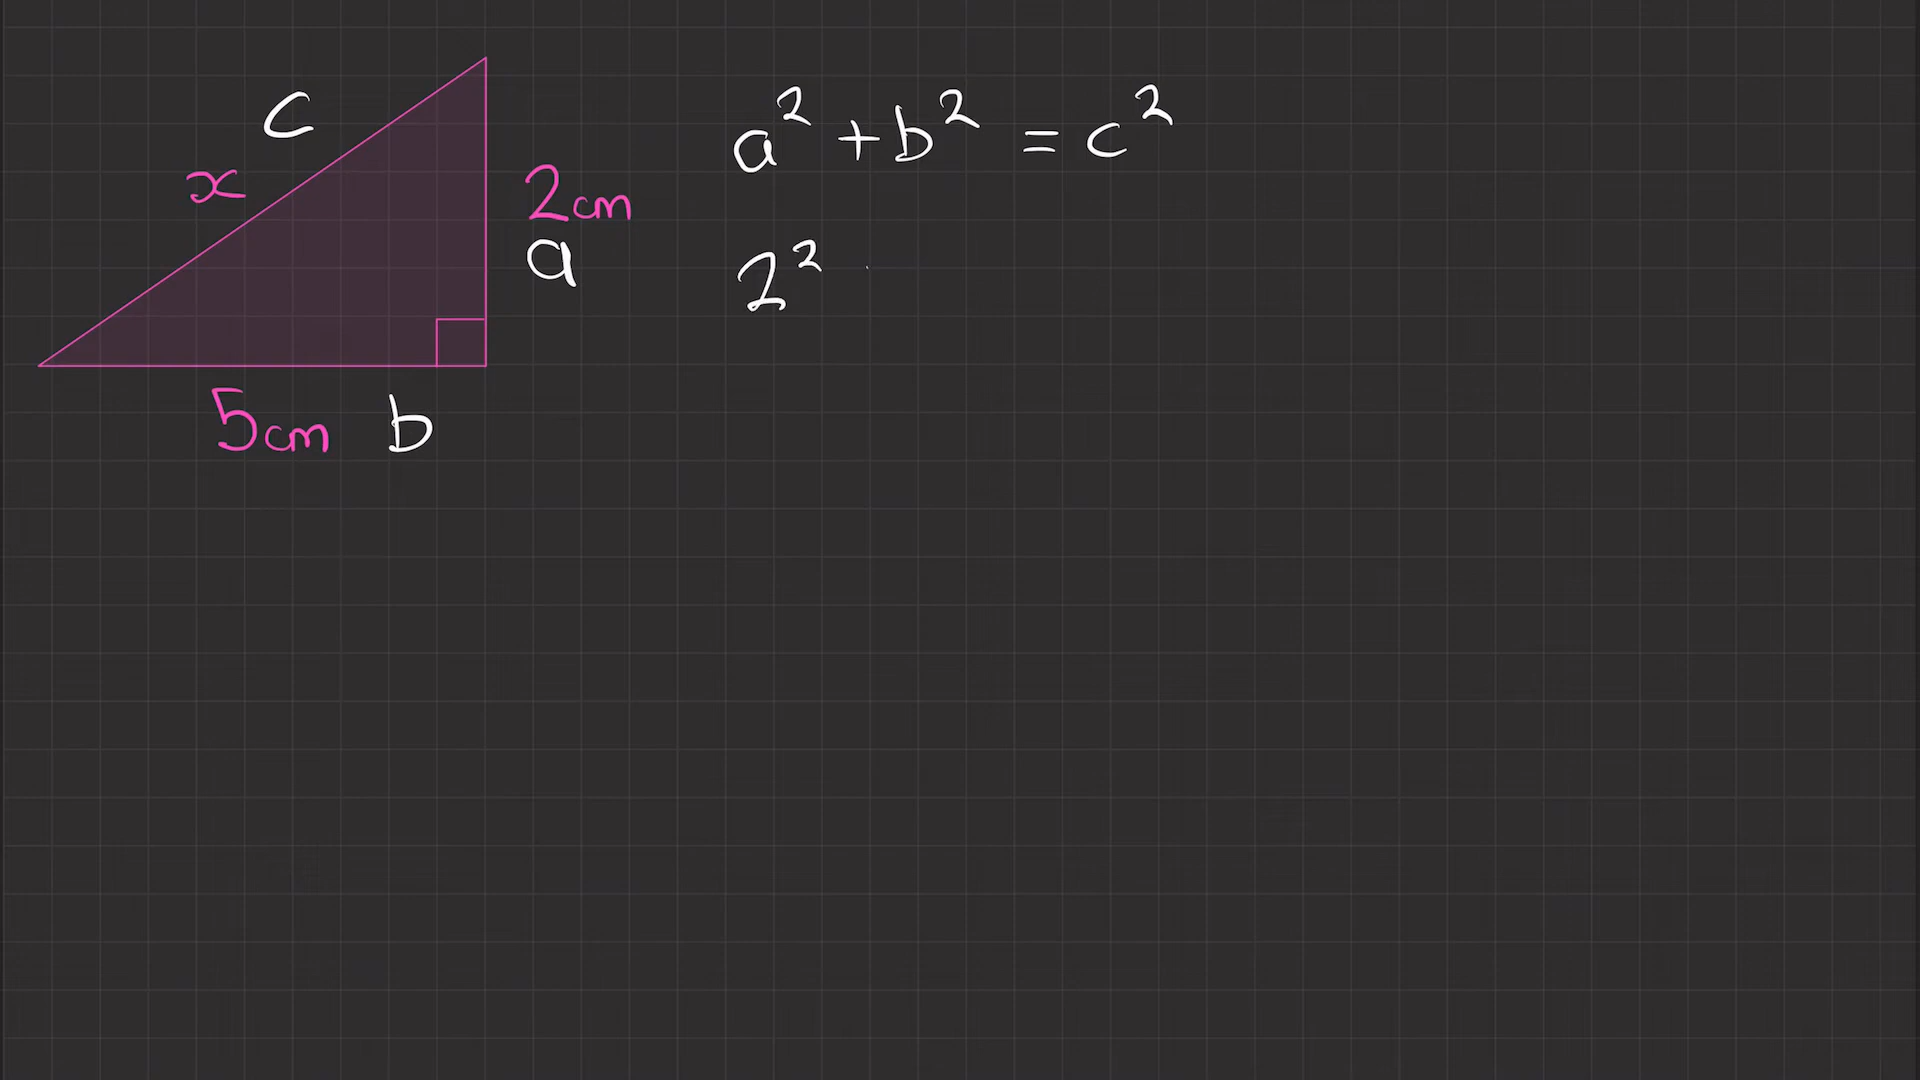 c
x
2cm
a
5cm b
a² + b² = c²
2²